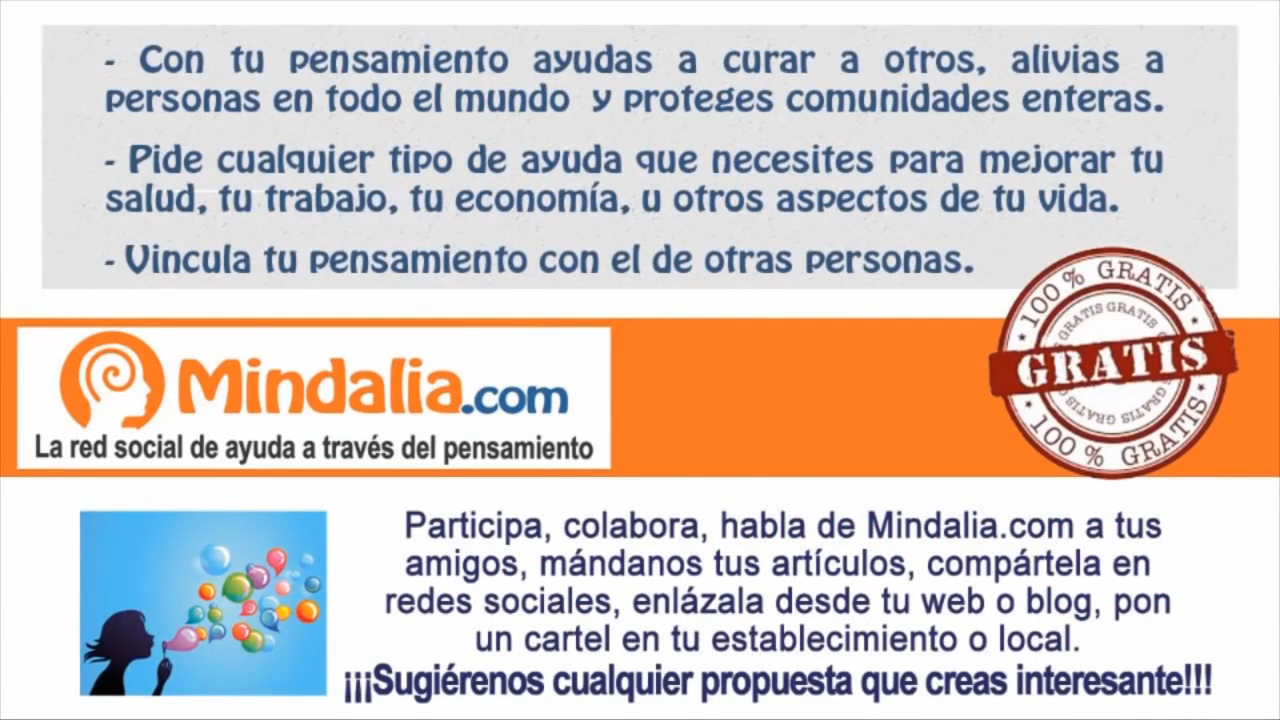 - Con tu pensamiento ayudas a curar a otros, alivias a
personas en todo el mundo y proteges comunidades enteras.
- Pide cualquier tipo de ayuda que necesites para mejorar tu
salud, tu trabajo, tu economía, u otros aspectos de tu vida.
- Vincula tu pensamiento con el de otras personas.
100 % GRATIS
GRATIS GRATIS
GRATIS
GRATIS GRATIS
100 % GRATIS
Mindalia.com
La red social de ayuda a través del pensamiento
Participa, colabora, habla de Mindalia.com a tus
amigos, mándanos tus artículos, compártela en
redes sociales, enlázala desde tu web o blog, pon
un cartel en tu establecimiento o local.
¡¡¡Sugiérenos cualquier propuesta que creas interesante!!!